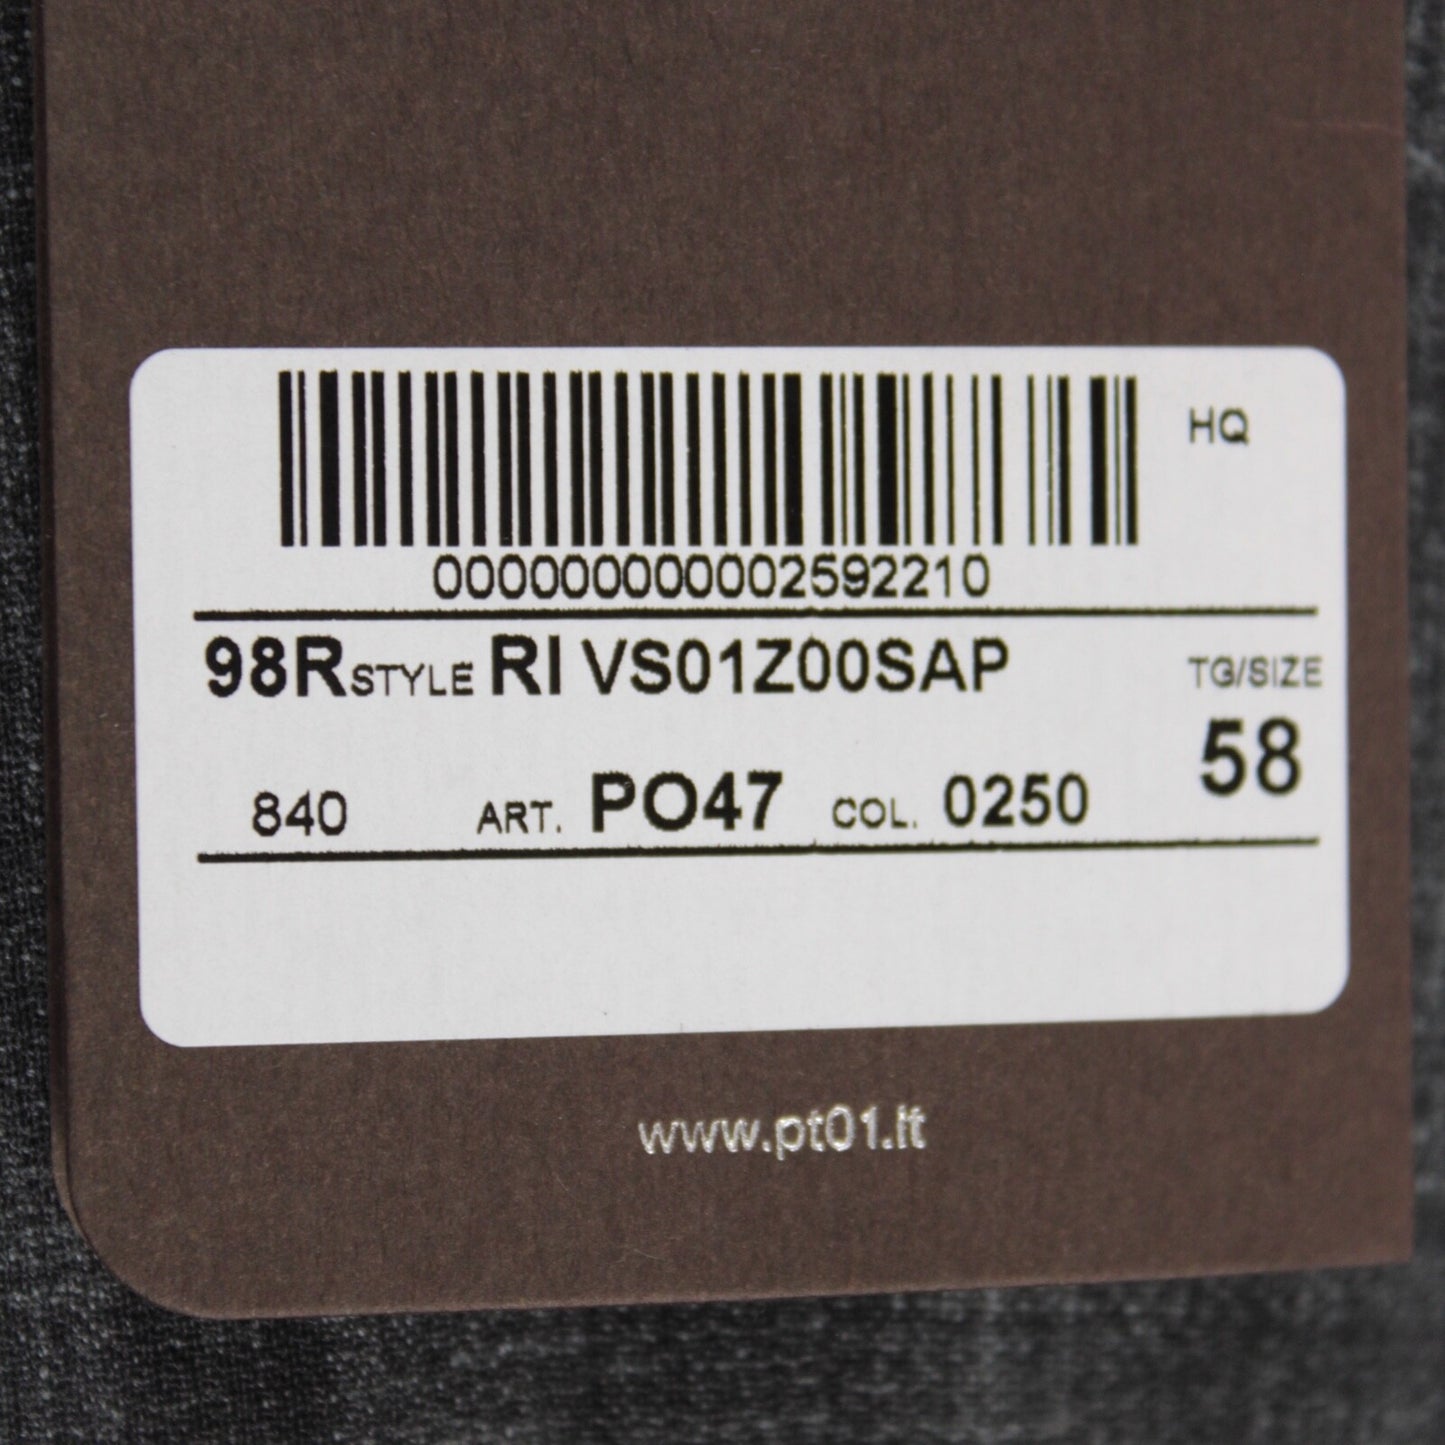 HQ
0000000000002592210
98R STYLE RI VS01Z00SAP
TG/SIZE
58
840 ART. PO47 COL. 0250
www.pt01.it